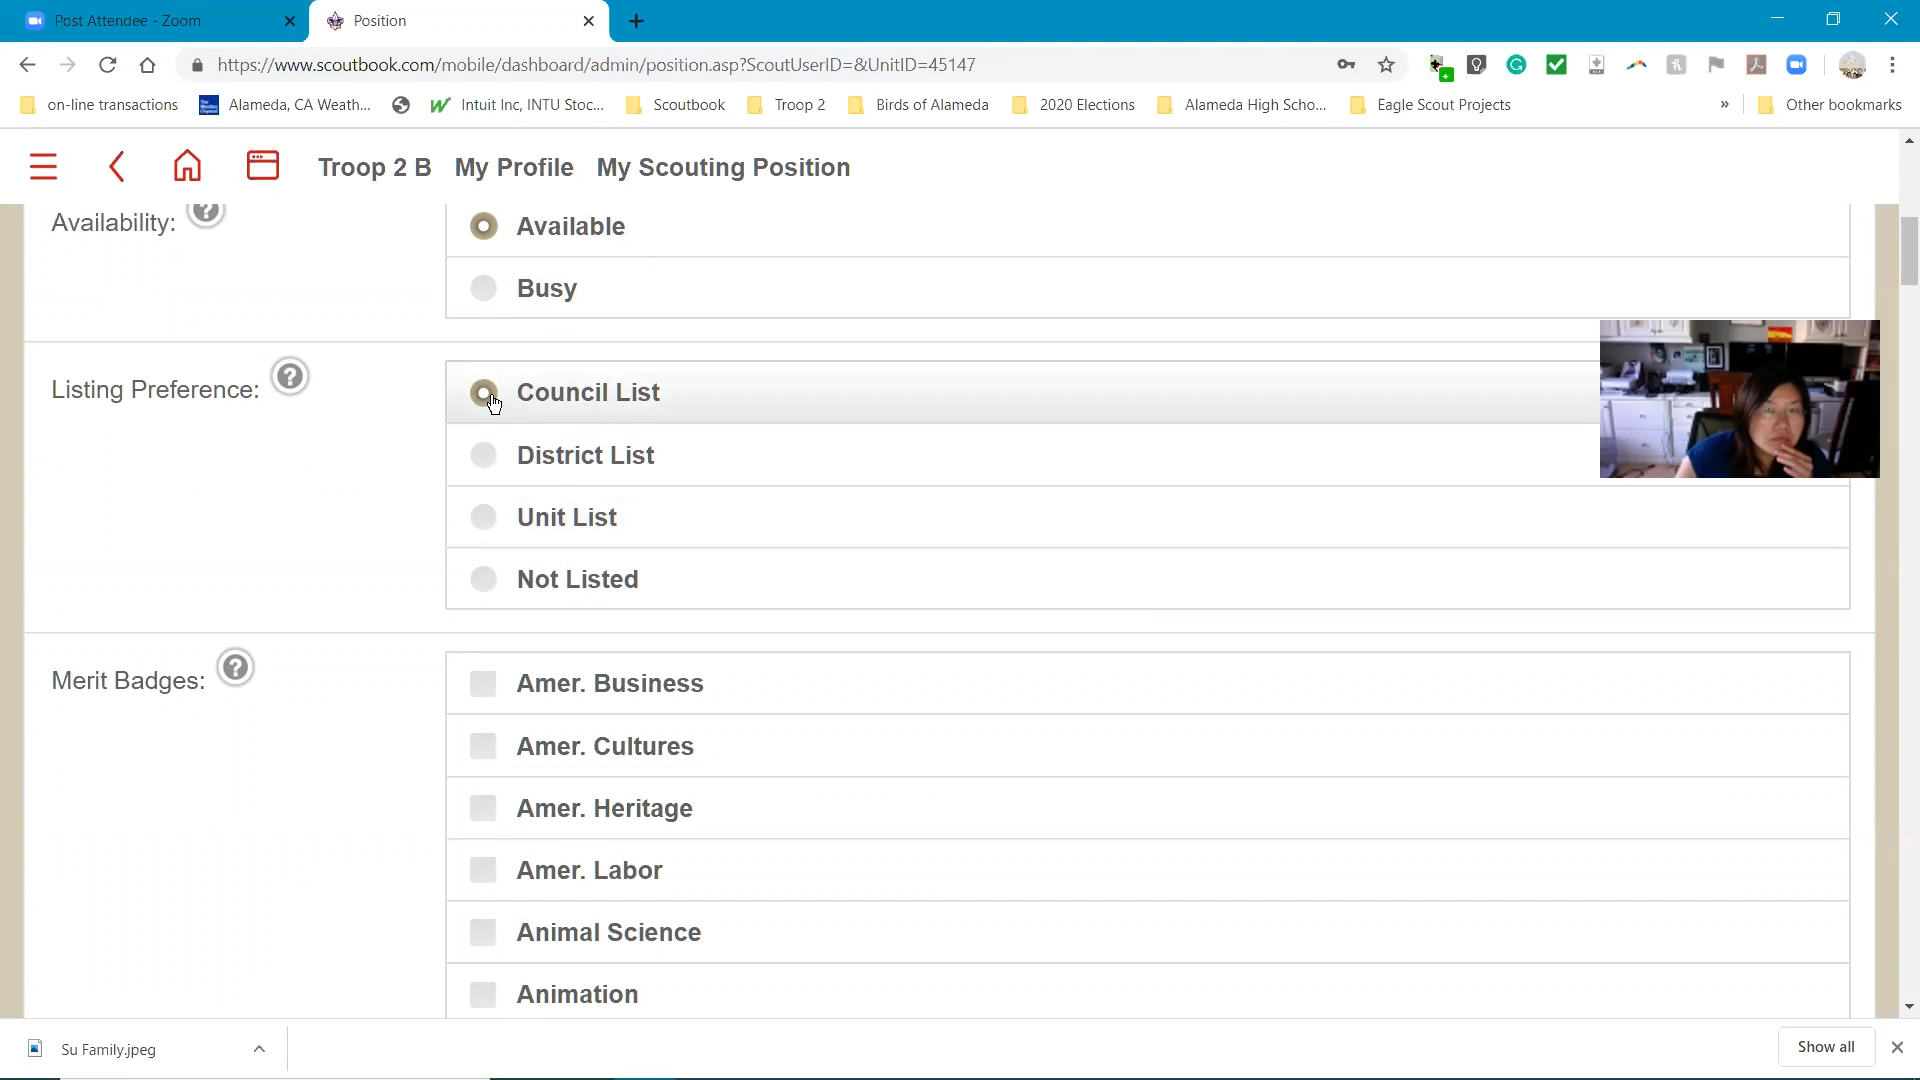 Post Attendee - Zoom
Position
https://www.scoutbook.com/mobile/dashboard/admin/position.asp?ScoutUserID=&UnitID=45147
on-line transactions
Alameda, CA Weath...
Intuit Inc, INTU Stoc...
Scoutbook
Troop 2
Birds of Alameda
2020 Elections
Alameda High Scho...
Eagle Scout Projects
»
Other bookmarks
Troop 2 B My Profile My Scouting Position
Availability: ?
Available
Busy
Listing Preference: ?
Council List
District List
Unit List
Not Listed
Merit Badges: ?
Amer. Business
Amer. Cultures
Amer. Heritage
Amer. Labor
Animal Science
Animation
Su Family.jpeg
Show all